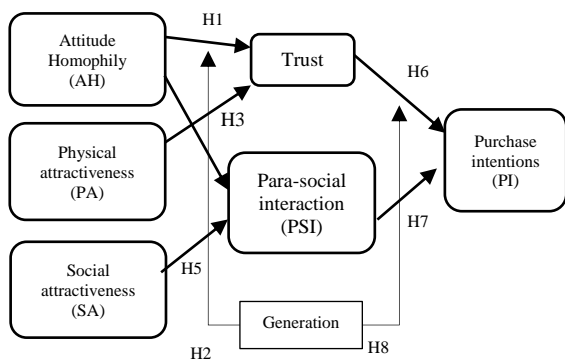 H1
Attitude
Homophily
(AH)
Trust
H6
H3
Physical
attractiveness
(PA)
Para-social
interaction
(PSI)
Purchase
intentions
(PI)
H7
Social
attractiveness
(SA)
H5
Generation
H2
H8